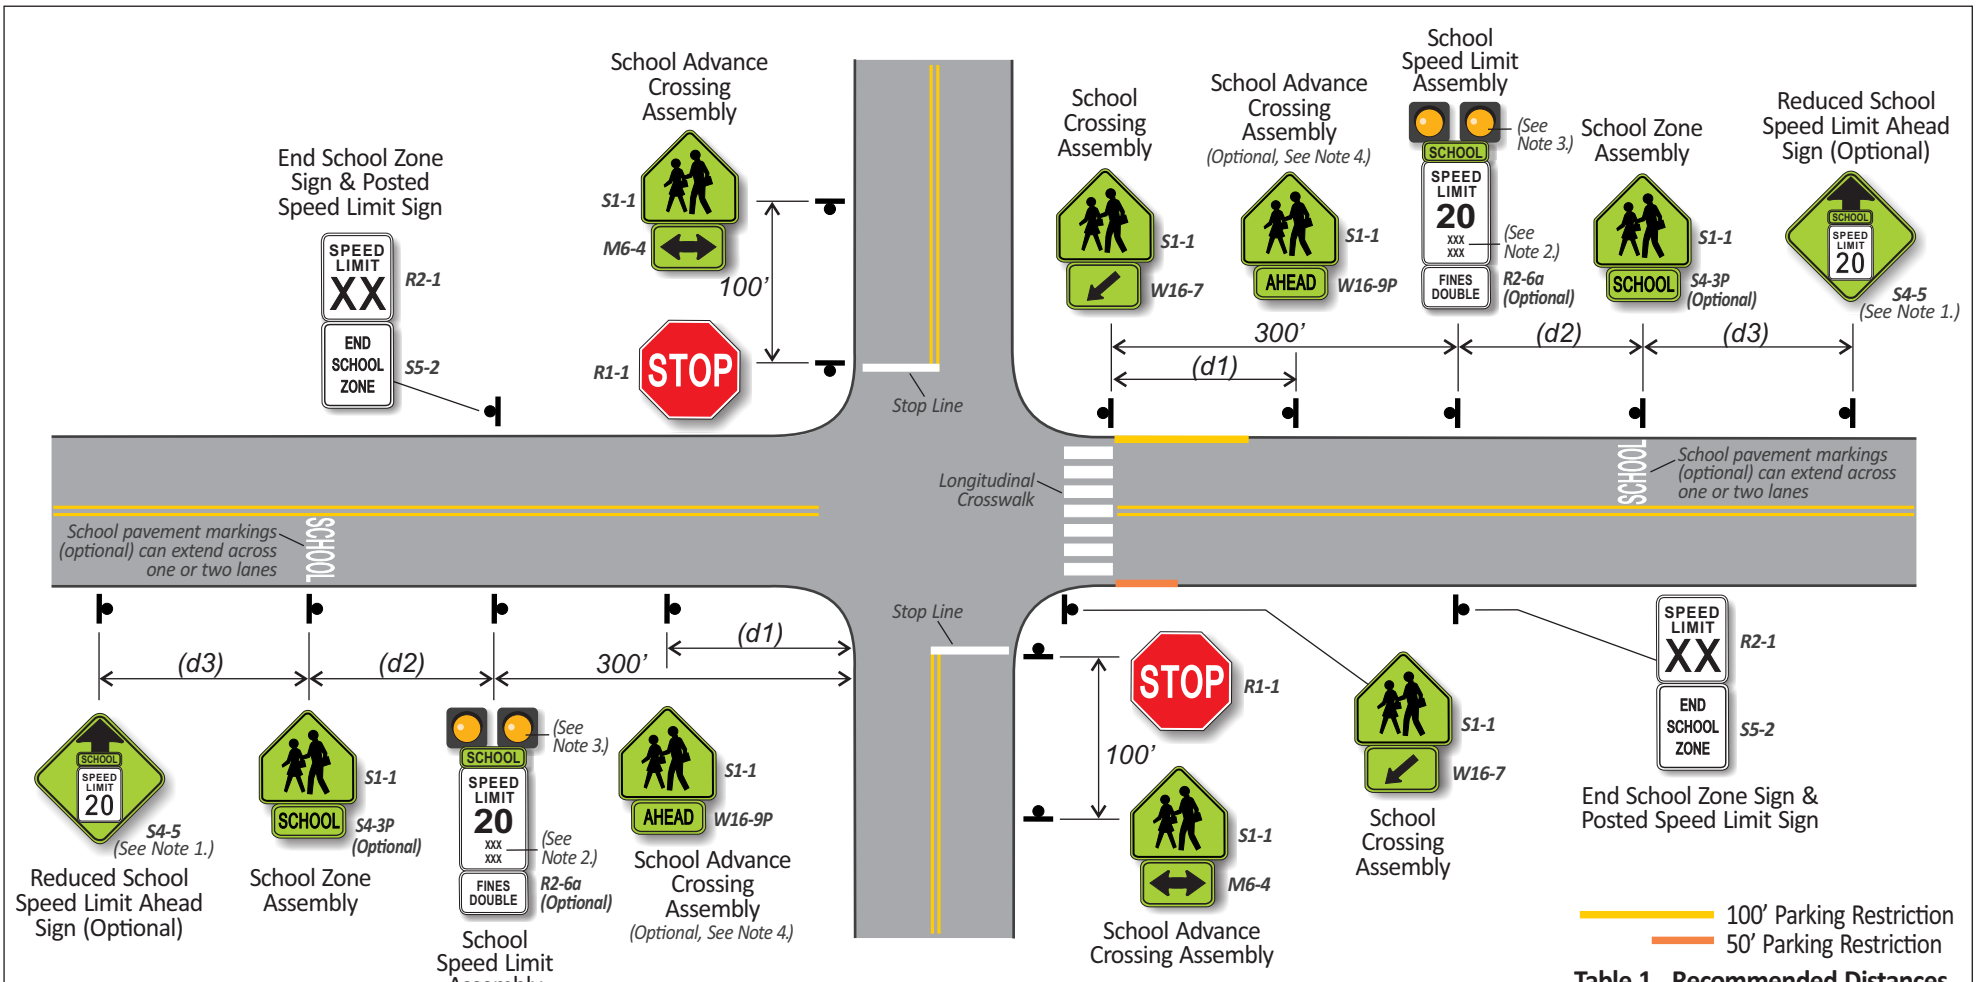 School Advance
Crossing
Assembly
S1-1
M6-4
100'
STOP
R1-1
End School Zone
Sign & Posted
Speed Limit Sign
SPEED
LIMIT
XX
R2-1
END
SCHOOL
ZONE
S5-2
Stop Line
School
Crossing
Assembly
S1-1
W16-7
School Advance
Crossing
Assembly
(Optional, See Note 4.)
S1-1
AHEAD
W16-9P
School
Speed Limit
Assembly
(See
Note 3.)
SCHOOL
SPEED
LIMIT
20
XXX
XXX
(See
Note 2.)
FINES
DOUBLE
R2-6a
(Optional)
School Zone
Assembly
S1-1
SCHOOL
S4-3P
(Optional)
Reduced School
Speed Limit Ahead
Sign (Optional)
SCHOOL
SPEED
LIMIT
20
S4-5
(See Note 1.)
300'
(d2)
(d3)
(d1)
Longitudinal
Crosswalk
SCHOOL
School pavement markings
(optional) can extend across
one or two lanes
School pavement markings
(optional) can extend across
one or two lanes
SCHOOL
(d3)
(d2)
300'
(d1)
SCHOOL
SPEED
LIMIT
20
S4-5
(See Note 1.)
Reduced School
Speed Limit Ahead
Sign (Optional)
S1-1
SCHOOL
S4-3P
(Optional)
School Zone
Assembly
(See
Note 3.)
SCHOOL
SPEED
LIMIT
20
XXX
XXX
(See
Note 2.)
FINES
DOUBLE
R2-6a
(Optional)
School
Speed Limit
Assembly
S1-1
AHEAD
W16-9P
School Advance
Crossing
Assembly
(Optional, See Note 4.)
Stop Line
STOP
R1-1
100'
S1-1
M6-4
School Advance
Crossing Assembly
S1-1
W16-7
School
Crossing
Assembly
SPEED
LIMIT
XX
R2-1
END
SCHOOL
ZONE
S5-2
End School Zone Sign &
Posted Speed Limit Sign
100' Parking Restriction
50' Parking Restriction
Table 1 Recommended Distances